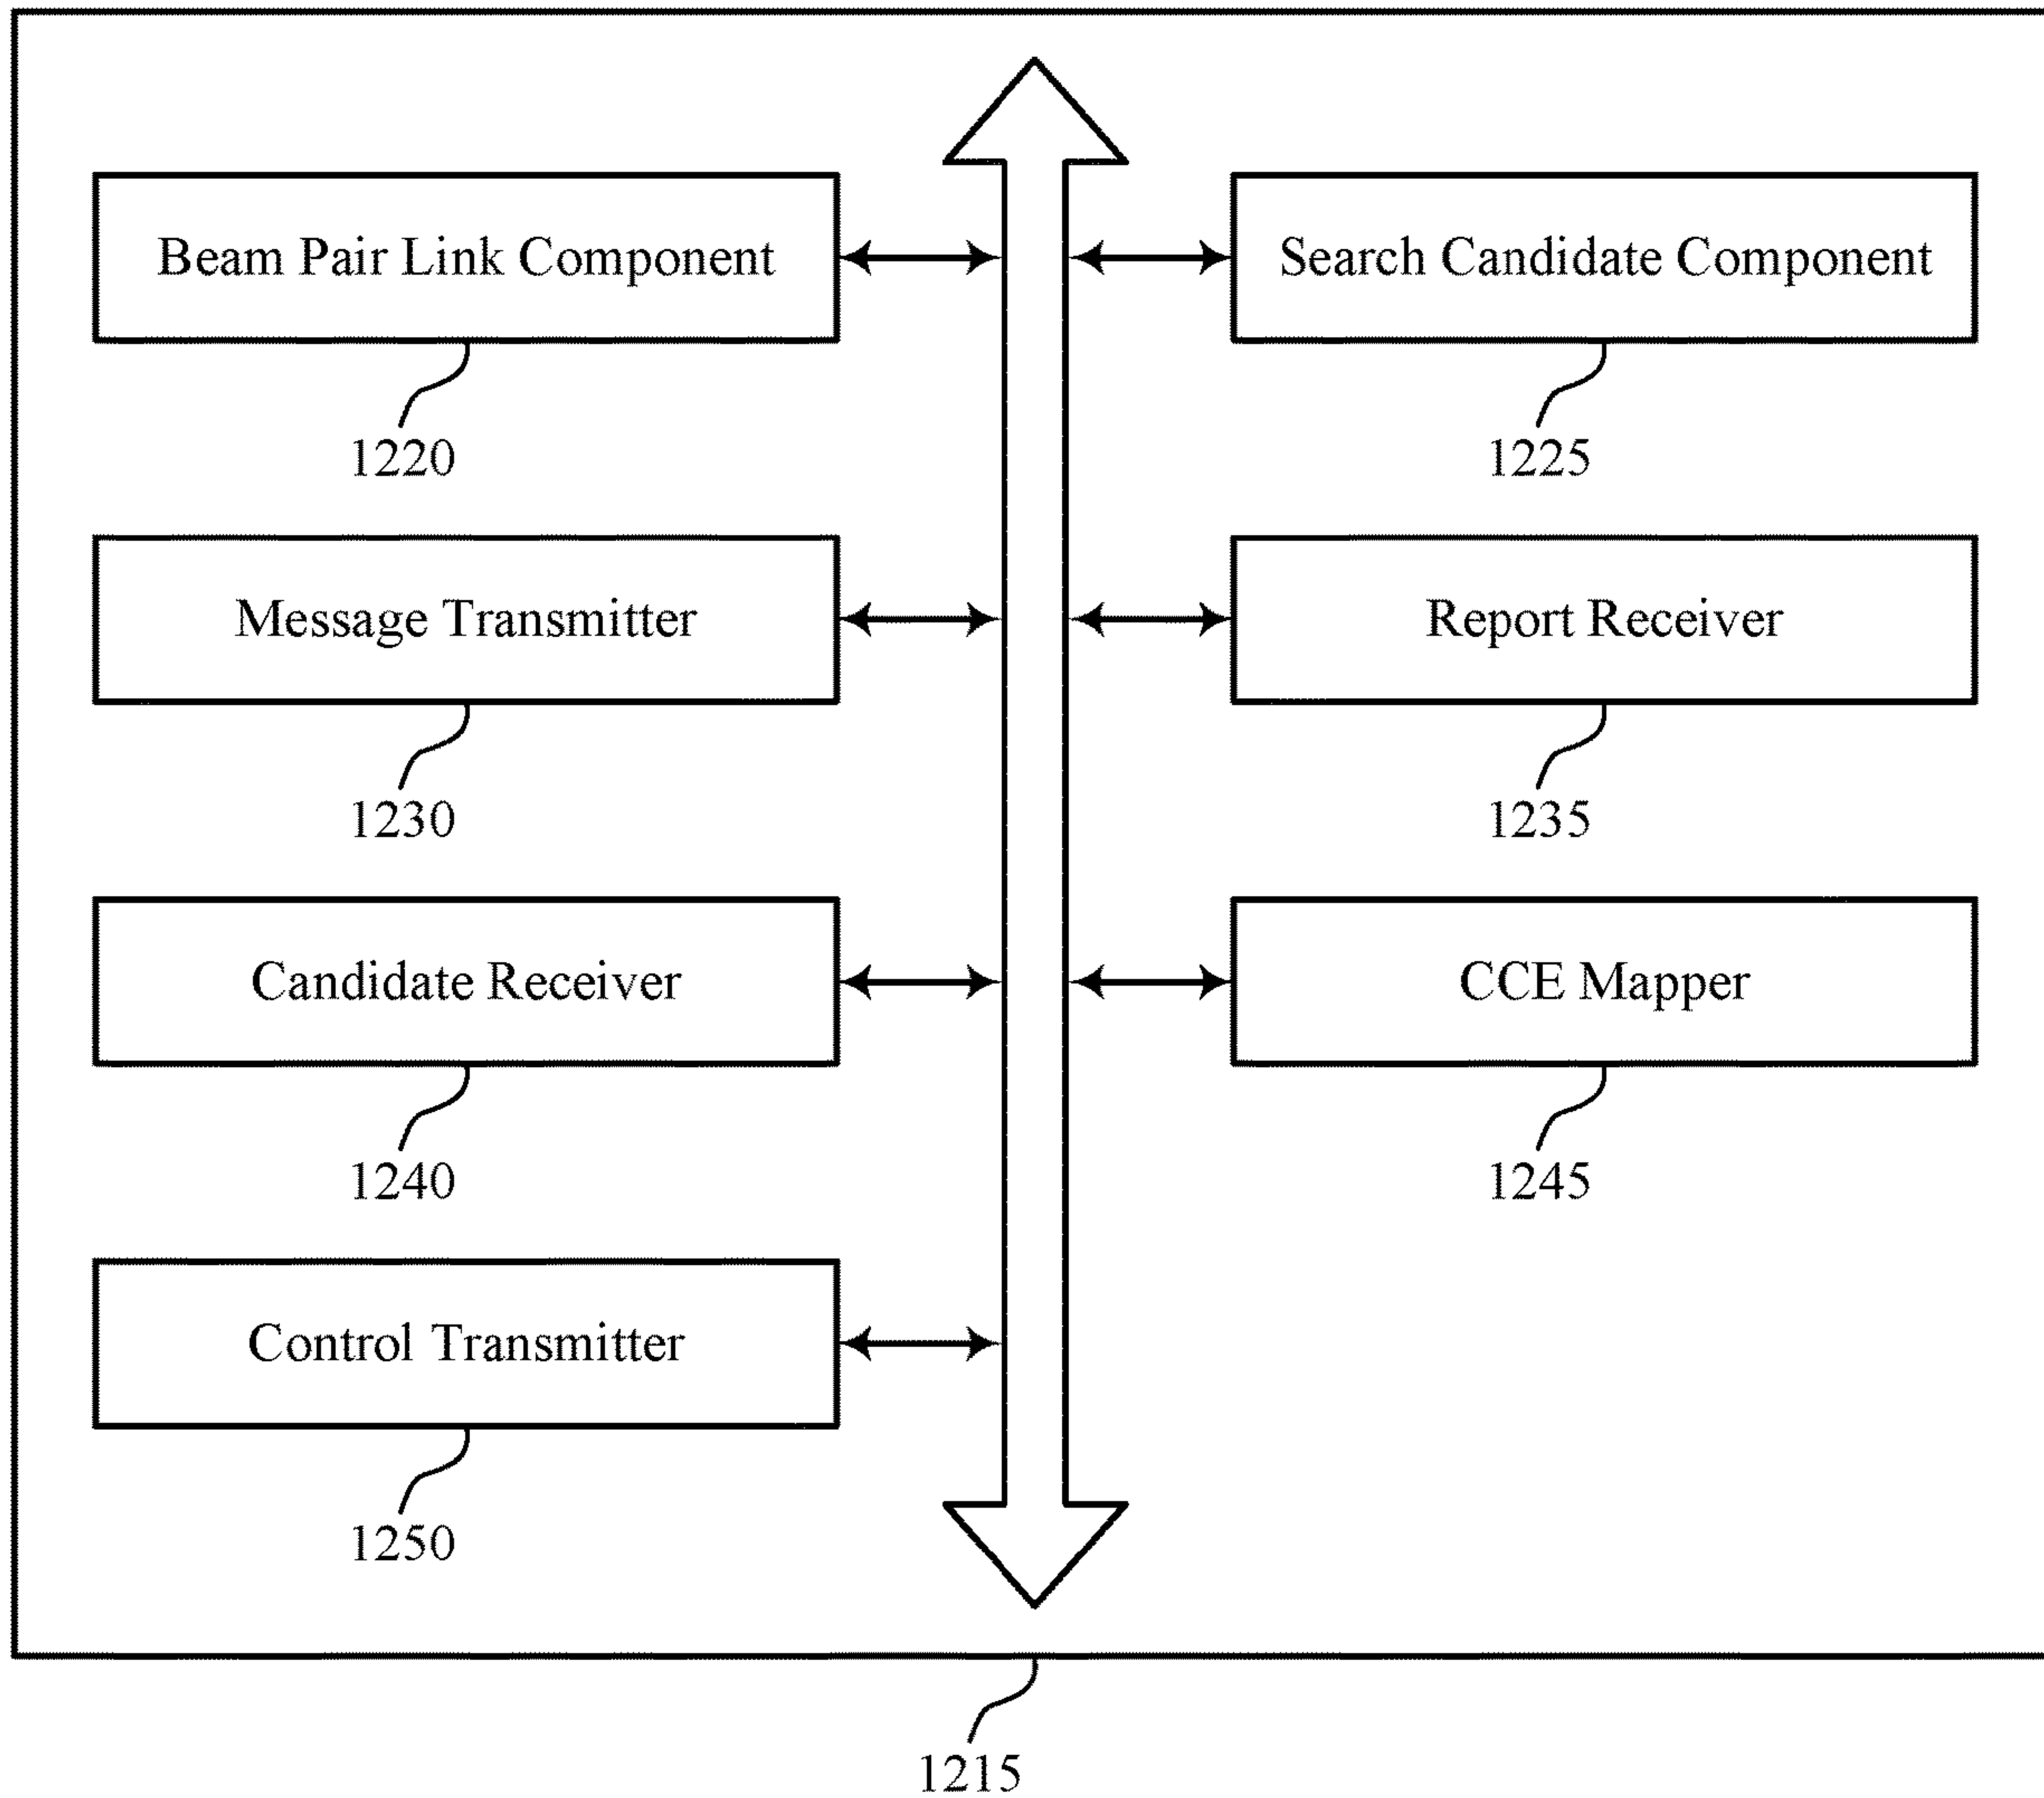 Beam Pair Link Component
Search Candidate Component
1220
1225
Message Transmitter
Report Receiver
1230
1235
Candidate Receiver
CCE Mapper
1240
1245
Control Transmitter
1250
1215